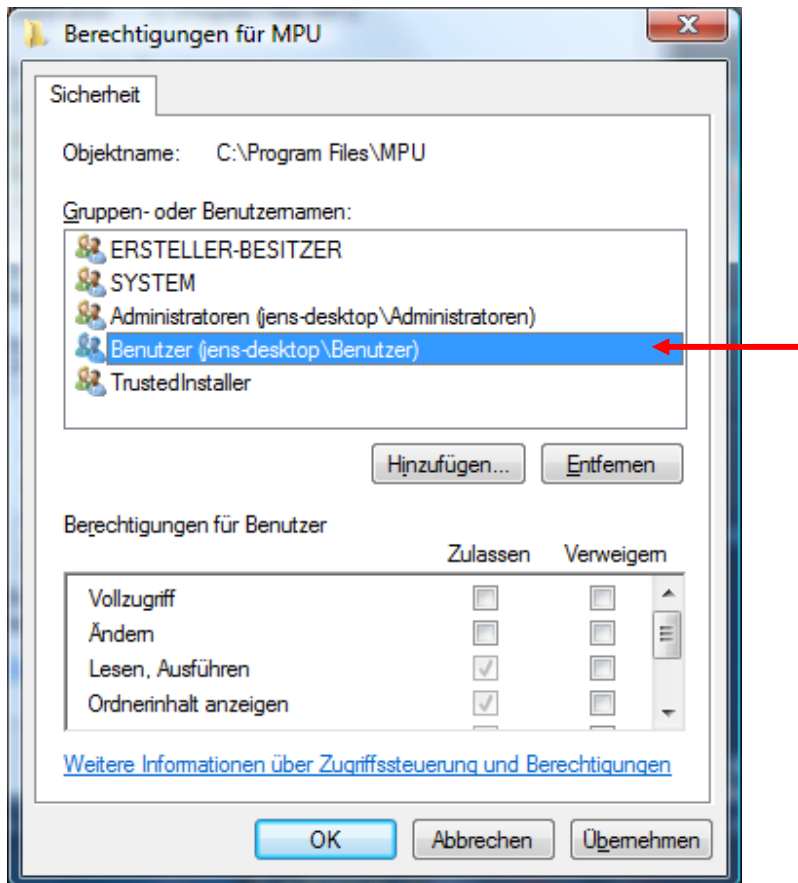 Berechtigungen für MPU
Sicherheit
Objektname: C:\Program Files\MPU
Gruppen- oder Benutzernamen:
ERSTELLER-BESITZER
SYSTEM
Administratoren (jens-desktop\Administratoren)
Benutzer (jens-desktop\Benutzer)
TrustedInstaller
Hinzufügen... Entfernen
Berechtigungen für Benutzer
Zulassen Verweigern
Vollzugriff
Ändern
Lesen, Ausführen
Ordnerinhalt anzeigen
Weitere Informationen über Zugriffssteuerung und Berechtigungen
OK Abbrechen Übernehmen